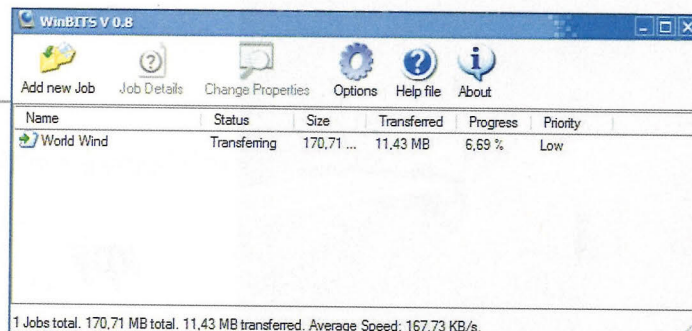 WinBITS V 0.8
Add new Job Job Details Change Properties Options Help file About
Name Status Size Transferred Progress Priority
World Wind Transferring 170,71 ... 11,43 MB 6,69 % Low
1 Jobs total. 170,71 MB total. 11,43 MB transferred. Average Speed: 167,73 KB/s.